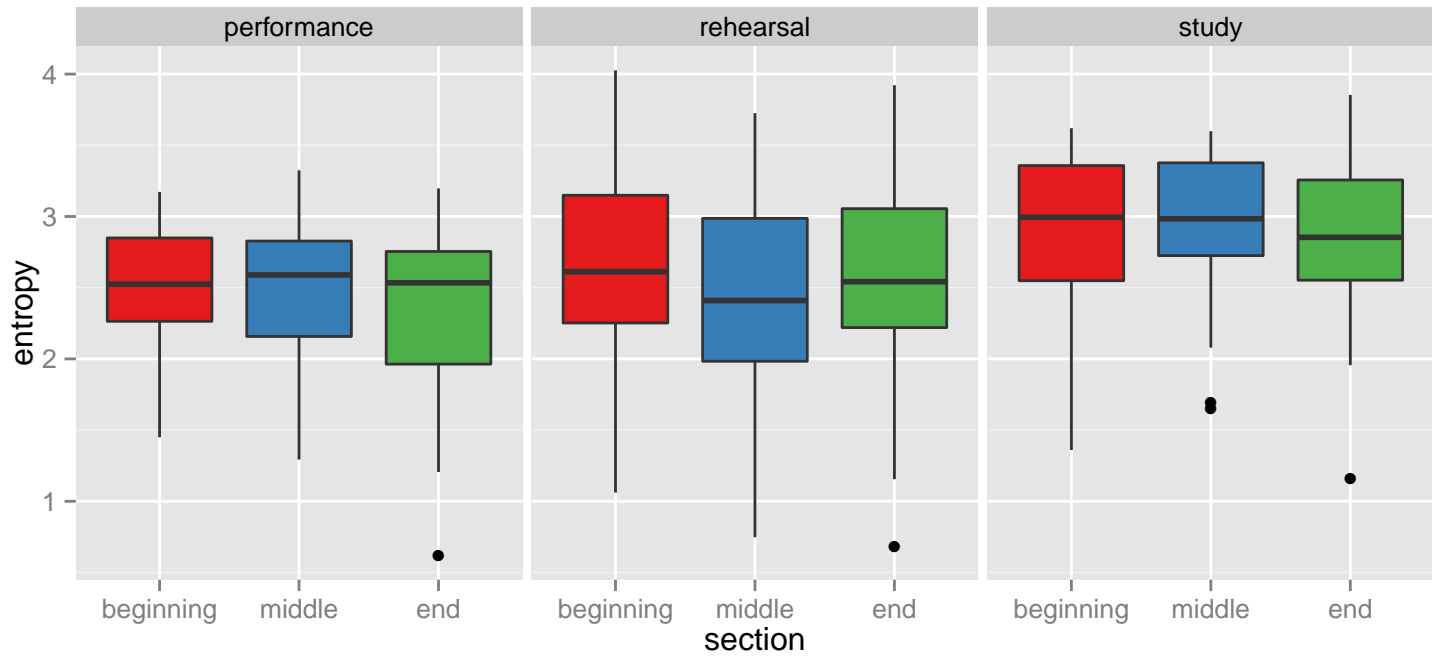 performance rehearsal study
entropy
4
3
2
1
beginning middle end beginning middle end beginning middle end
section